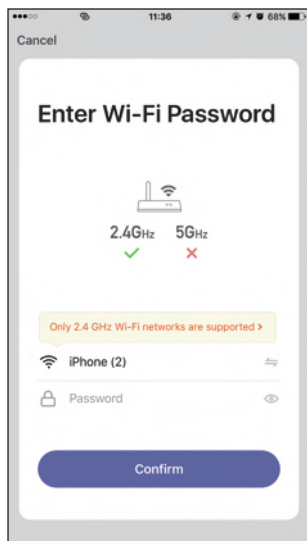 11:36
68%
Cancel
Enter Wi-Fi Password
2.4GHz 5GHz
Only 2.4 GHz Wi-Fi networks are supported >
iPhone (2)
Password
Confirm